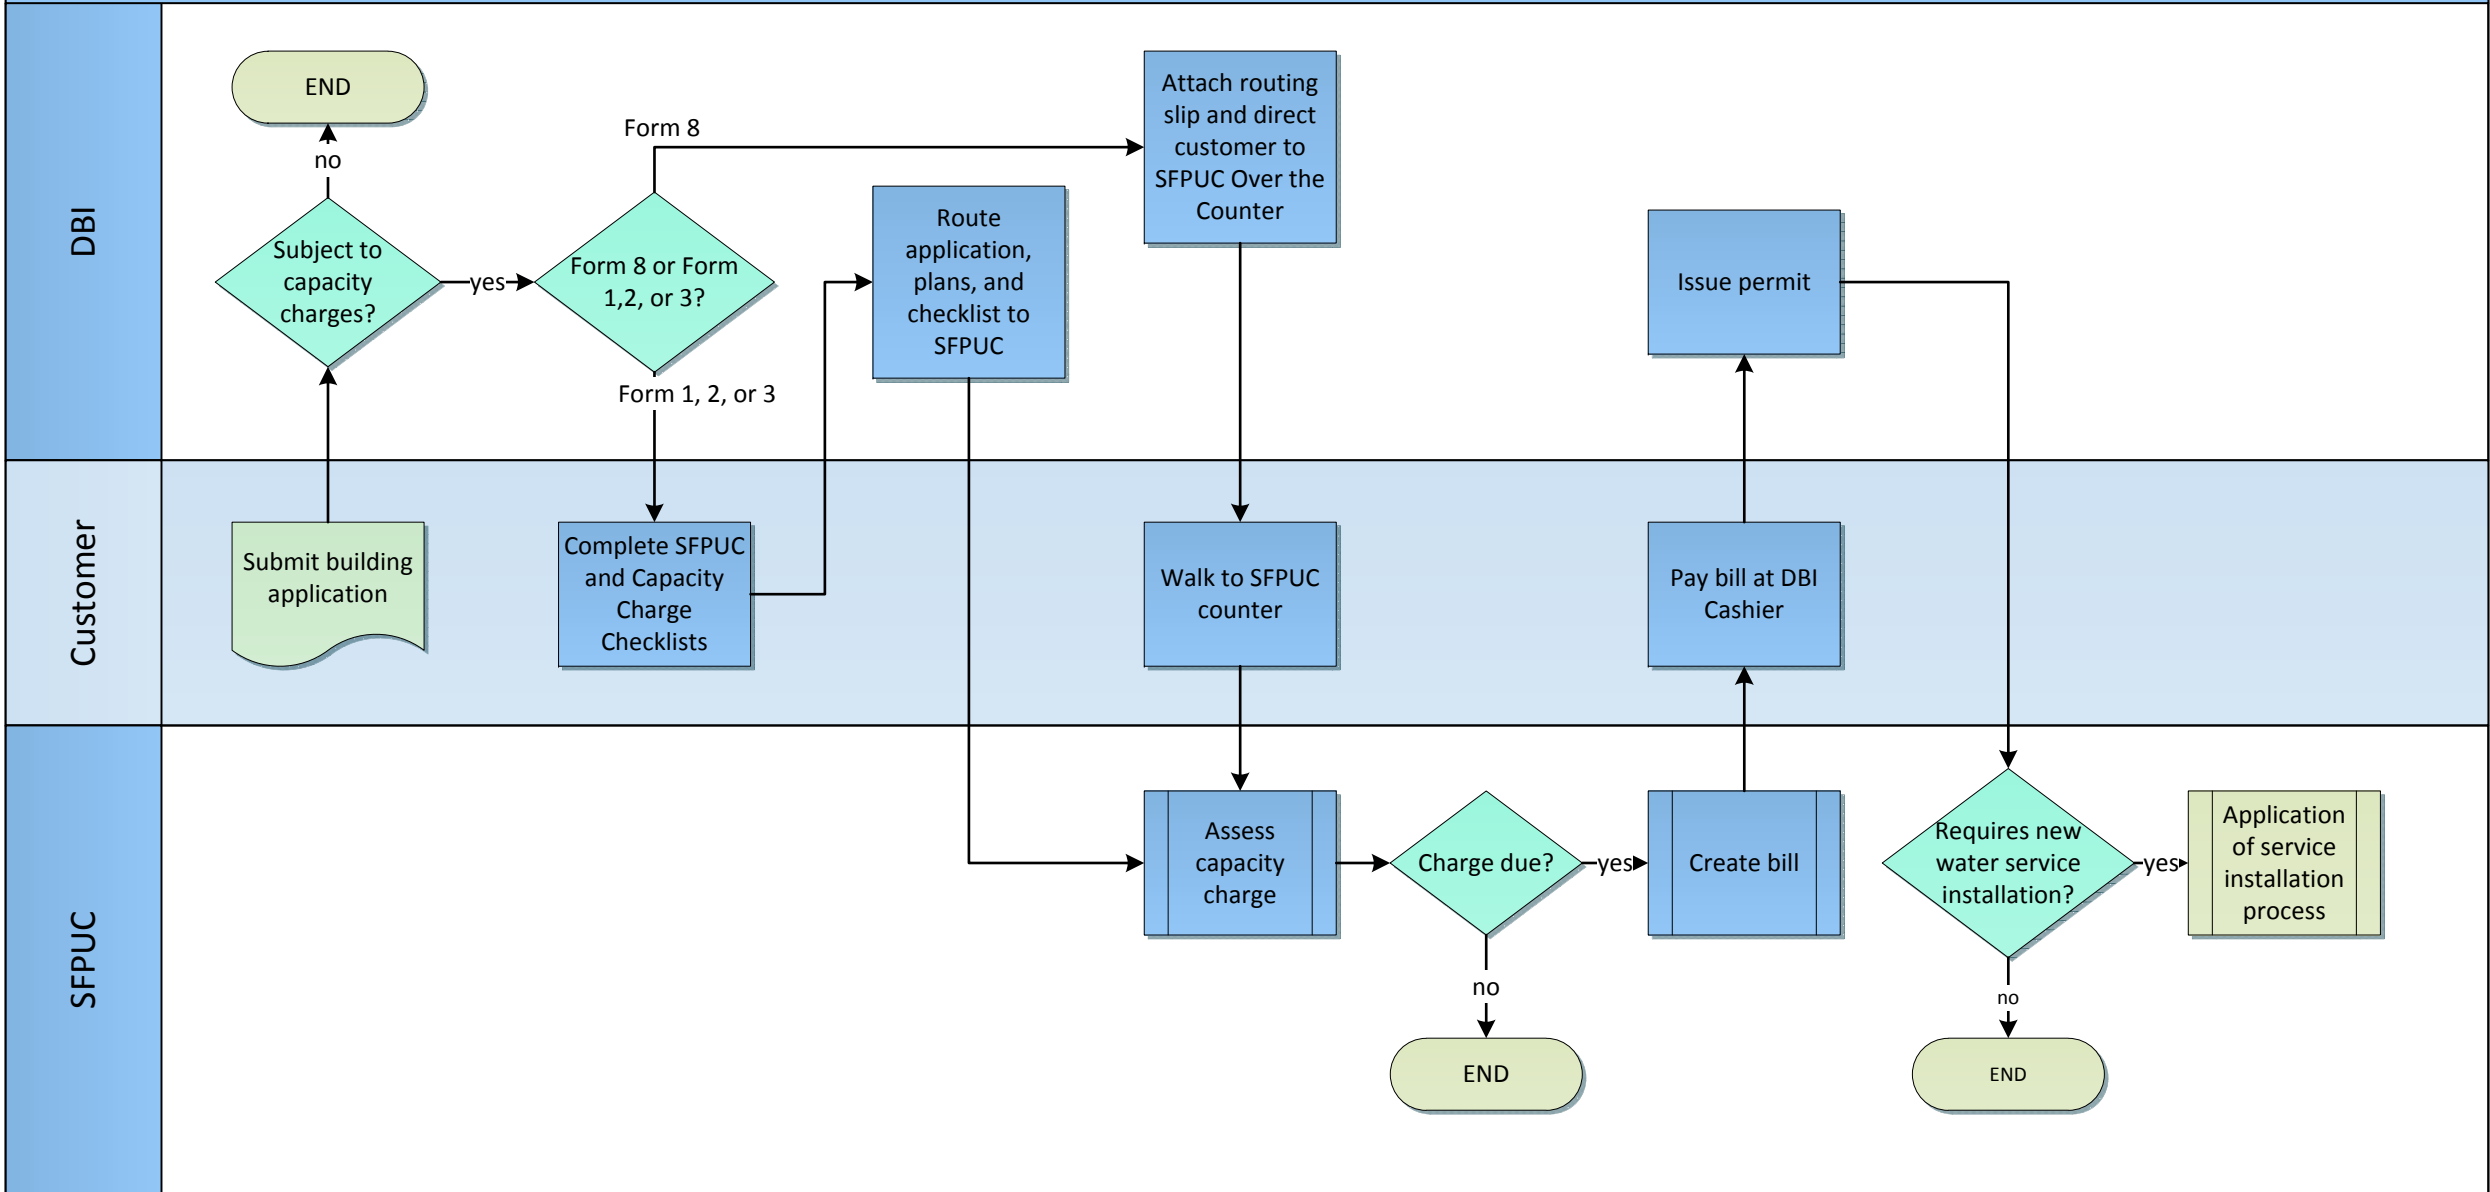 DBI
END
no
Subject to
capacity
charges?
yes
Form 8 or Form
1,2, or 3?
Form 8
Form 1, 2, or 3
Route
application,
plans, and
checklist to
SFPUC
Attach routing
slip and direct
customer to
SFPUC Over the
Counter
Issue permit
Customer
Submit building
application
Complete SFPUC
and Capacity
Charge
Checklists
Walk to SFPUC
counter
Pay bill at DBI
Cashier
SFPUC
Assess
capacity
charge
Charge due?
yes
no
END
Create bill
Requires new
water service
installation?
yes
no
END
Application
of service
installation
process